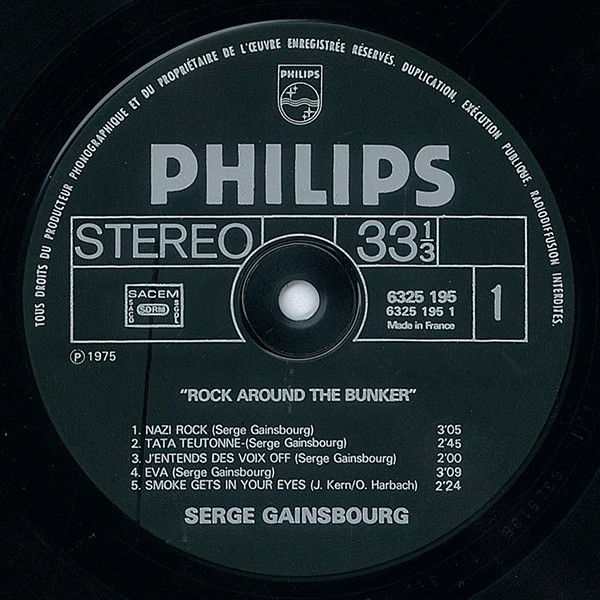 TOUS DROITS DU PRODUCTEUR PHONOGRAPHIQUE ET DU PROPRIÉTAIRE DE L'ŒUVRE ENREGISTRÉE RÉSERVÉS. DUPLICATION, EXÉCUTION PUBLIQUE, RADIODIFFUSION INTERDITES.
PHILIPS
PHILIPS
STEREO 33 1/3
SACEM
SACD SDRM SGDL
6325 195
6325 195 1
Made in France
1
℗ 1975
"ROCK AROUND THE BUNKER"
1. NAZI ROCK (Serge Gainsbourg) 3'05
2. TATA TEUTONNE-(Serge Gainsbourg) 2'45
3. J'ENTENDS DES VOIX OFF (Serge Gainsbourg) 2'00
4. EVA (Serge Gainsbourg) 3'09
5. SMOKE GETS IN YOUR EYES (J. Kern/O. Harbach) 2'24
SERGE GAINSBOURG